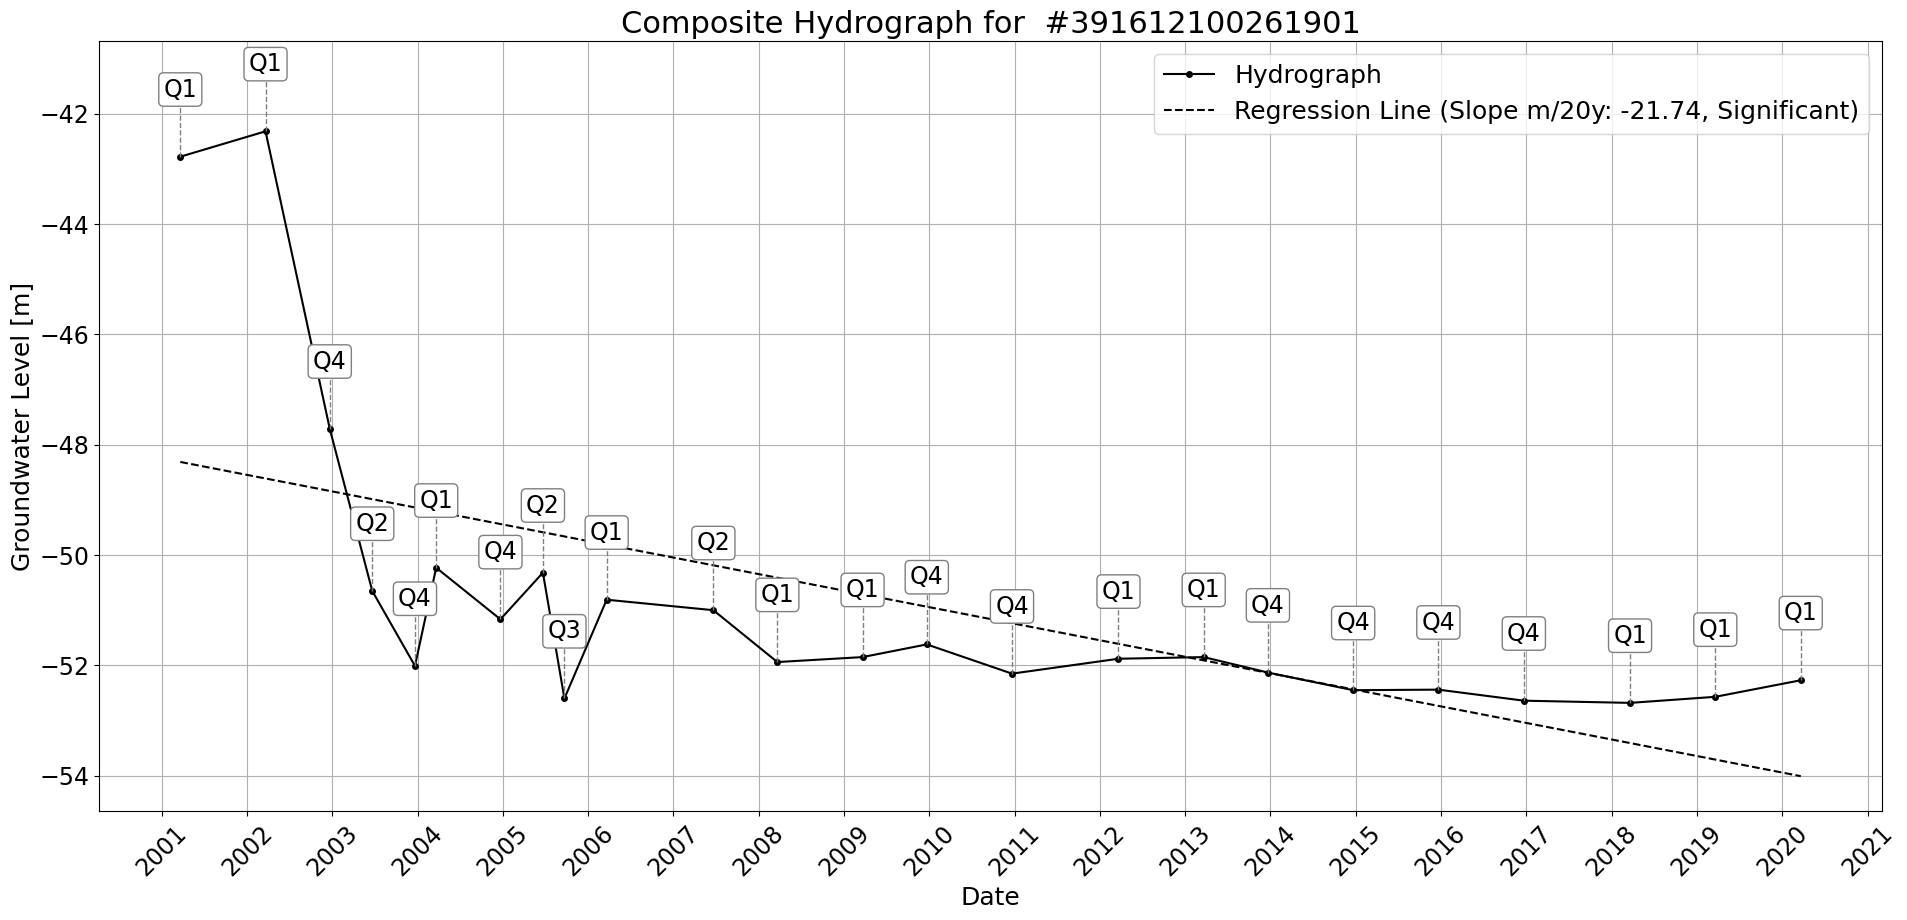 Composite Hydrograph for  #391612100261901
Hydrograph
Regression Line (Slope m/20y: -21.74, Significant)
Groundwater Level [m]
−42
−44
−46
−48
−50
−52
−54
Q1
Q1
Q4
Q2
Q4
Q1
Q4
Q2
Q3
Q1
Q2
Q1
Q1
Q4
Q4
Q1
Q1
Q4
Q4
Q4
Q4
Q1
Q1
Q1
2001
2002
2003
2004
2005
2006
2007
2008
2009
2010
2011
2012
2013
2014
2015
2016
2017
2018
2019
2020
2021
Date